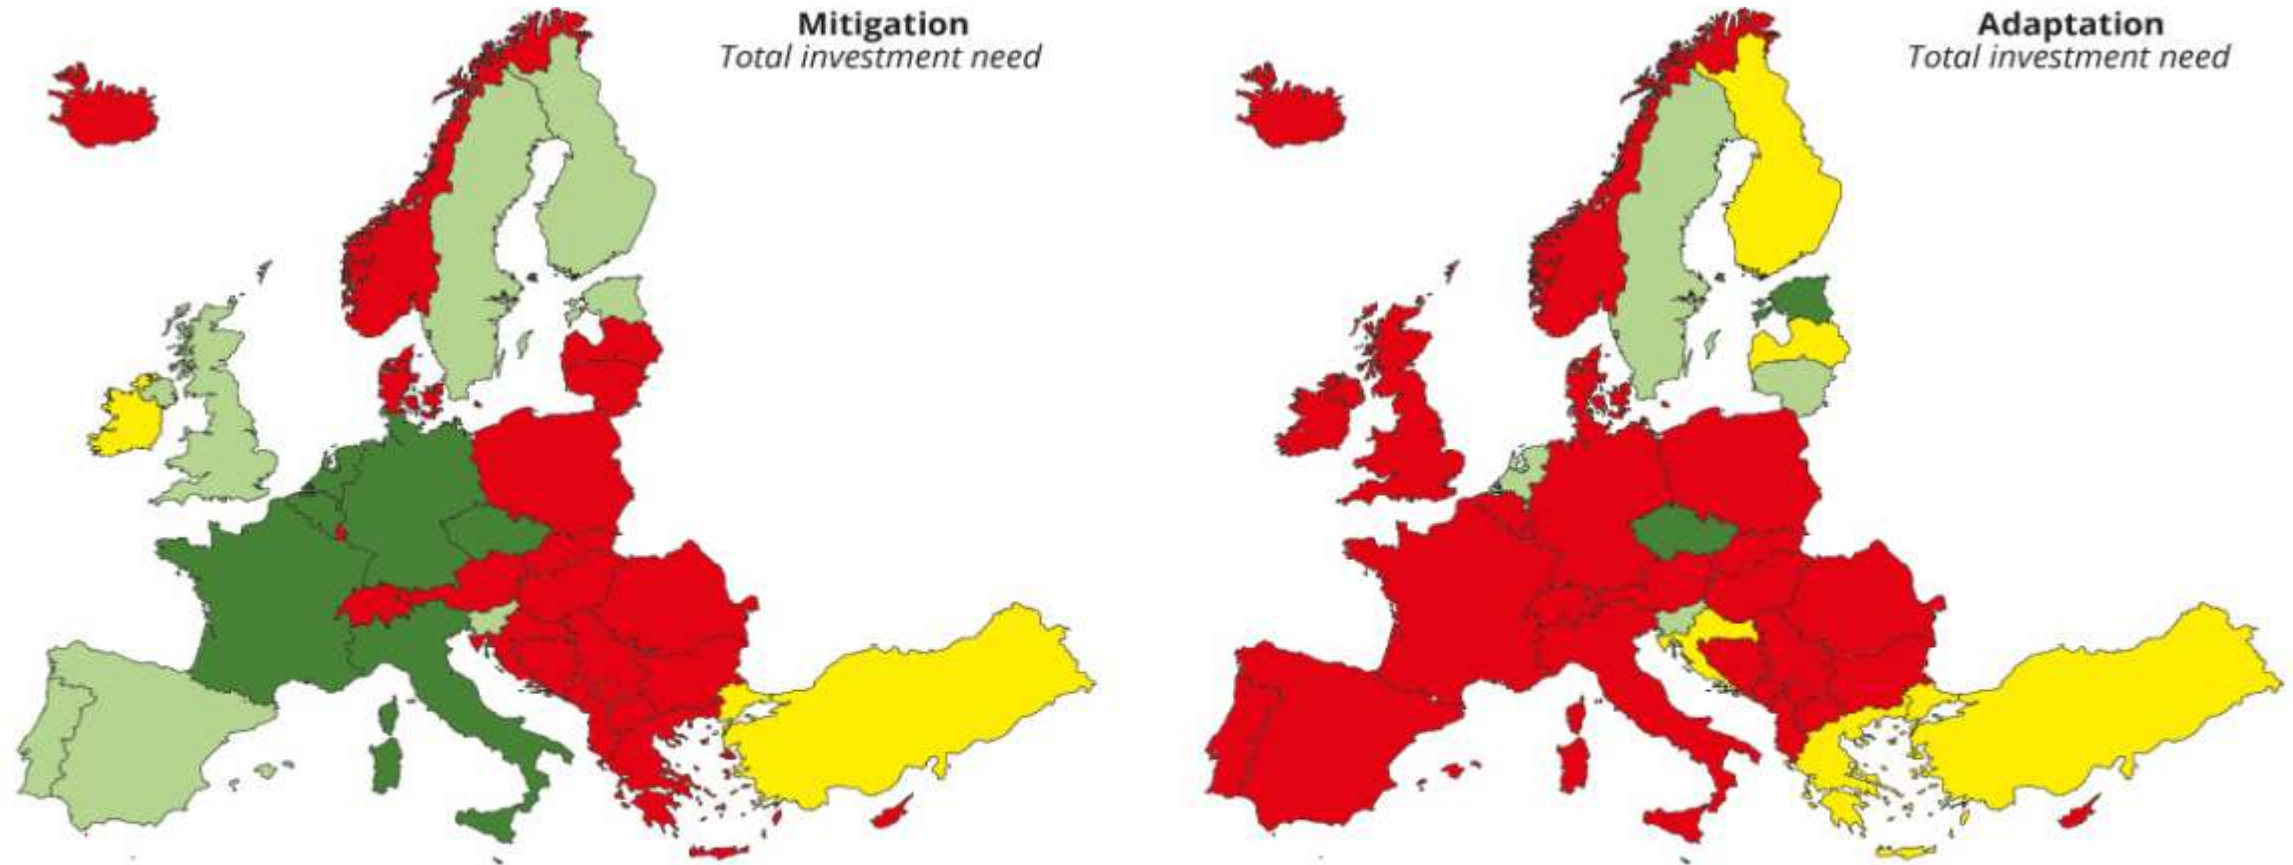 Mitigation
Total investment need
Adaptation
Total investment need